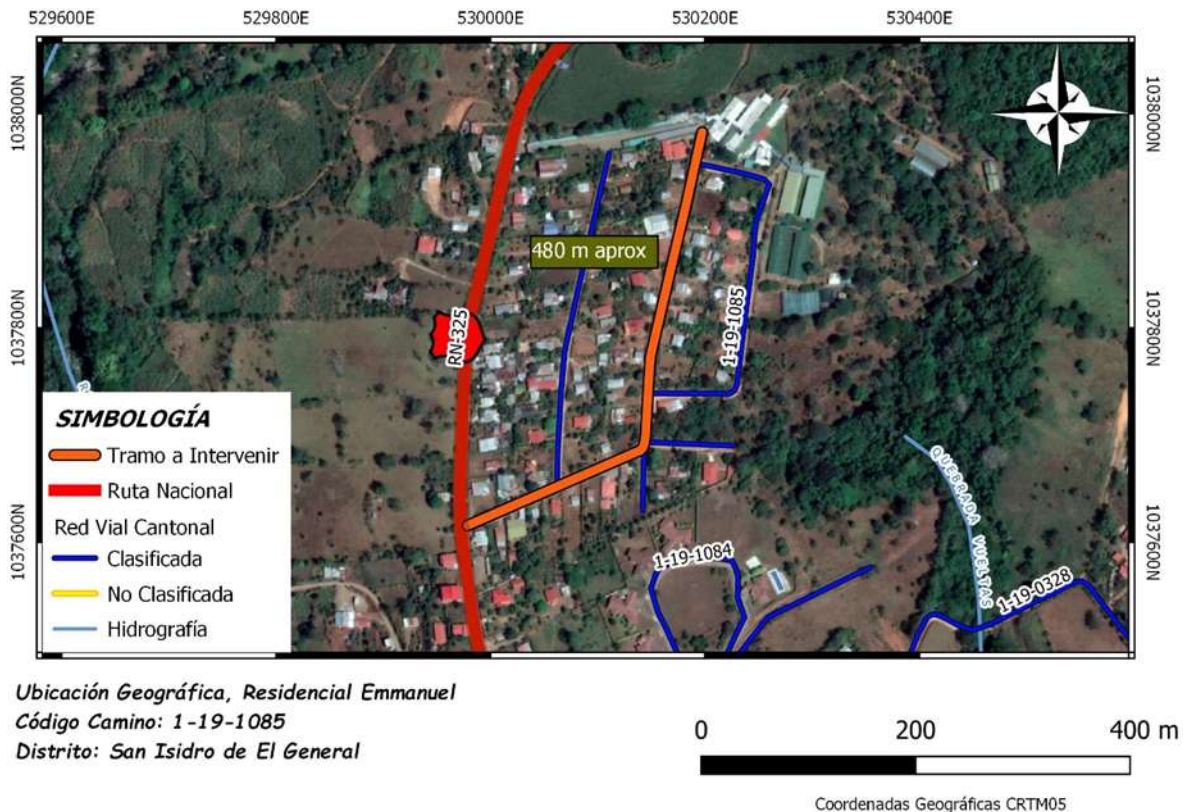 529600E
529800E
530000E
530200E
530400E
1038000N
1038000N
480 m aprox
1-19-1085
RN-325
1037800N
1037800N
SIMBOLOGÍA
Tramo a Intervenir
Ruta Nacional
Red Vial Cantonal
Clasificada
No Clasificada
Hidrografía
QUEBRADA VUELTAS
1037600N
1037600N
1-19-1084
1-19-0328
Ubicación Geográfica, Residencial Emmanuel
Código Camino: 1-19-1085
Distrito: San Isidro de El General
0
200
400 m
Coordenadas Geográficas CRTM05